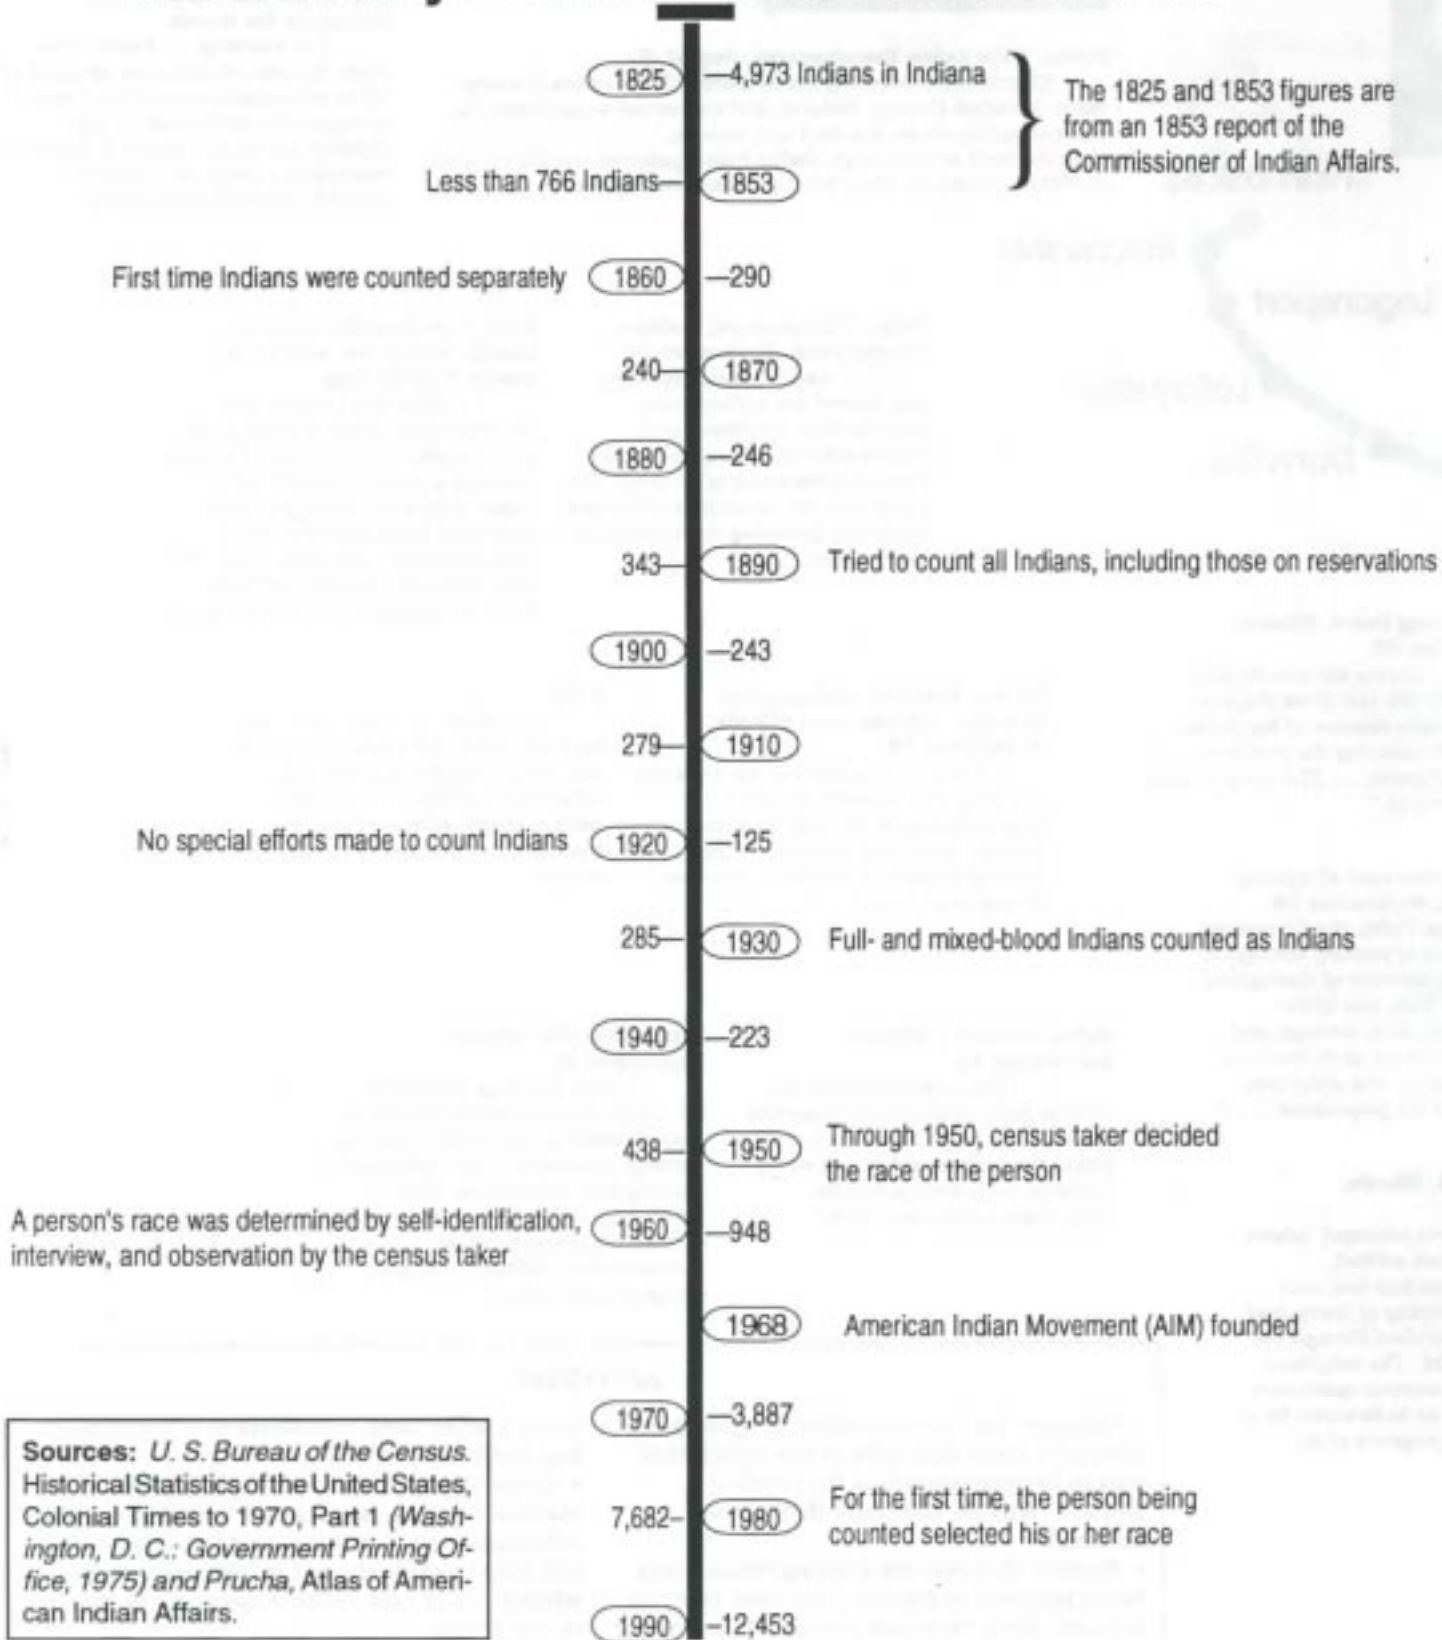 1825 —4,973 Indians in Indiana
The 1825 and 1853 figures are
from an 1853 report of the
Commissioner of Indian Affairs.
Less than 766 Indians— 1853
First time Indians were counted separately 1860 —290
240— 1870
1880 —246
343— 1890 Tried to count all Indians, including those on reservations
1900 —243
279— 1910
No special efforts made to count Indians 1920 —125
285— 1930 Full- and mixed-blood Indians counted as Indians
1940 —223
438— 1950 Through 1950, census taker decided
the race of the person
A person's race was determined by self-identification,
interview, and observation by the census taker
1960 —948
1968 American Indian Movement (AIM) founded
1970 —3,887
7,682– 1980 For the first time, the person being
counted selected his or her race
1990 –12,453
Sources: U. S. Bureau of the Census.
Historical Statistics of the United States,
Colonial Times to 1970, Part 1 (Wash-
ington, D. C.: Government Printing Of-
fice, 1975) and Prucha, Atlas of Ameri-
can Indian Affairs.